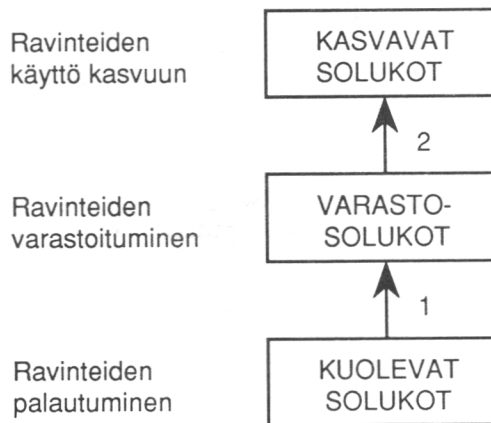 Ravinteiden
käyttö kasvuun
KASVAVAT
SOLUKOT
2
Ravinteiden
varastoituminen
VARASTO-
SOLUKOT
1
Ravinteiden
palautuminen
KUOLEVAT
SOLUKOT